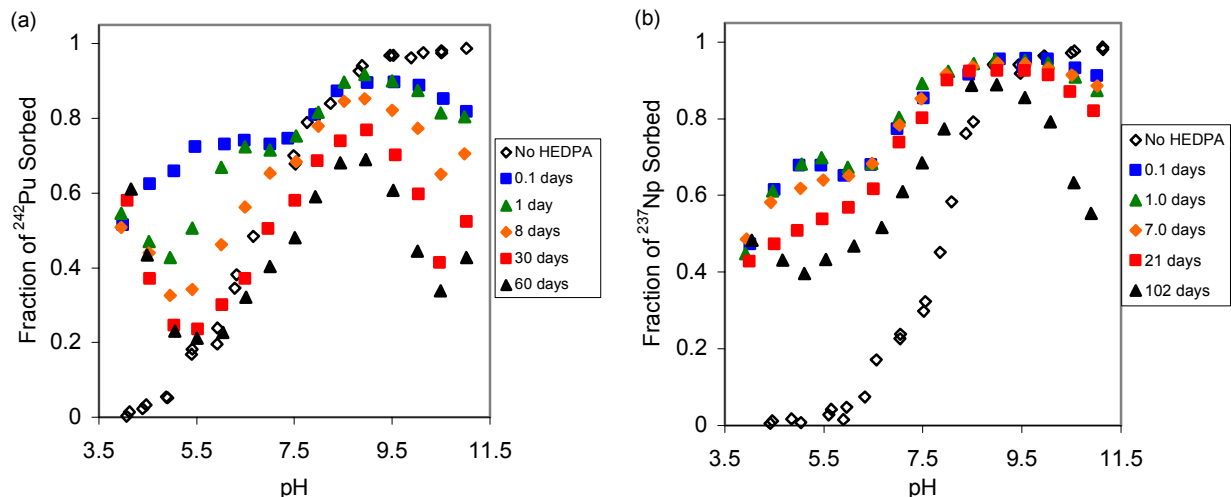 (a)
Fraction of ²⁴²Pu Sorbed
1
0.8
0.6
0.4
0.2
0
3.5 5.5 7.5 9.5 11.5
pH
No HEDPA
0.1 days
1 day
8 days
30 days
60 days
(b)
Fraction of ²³⁷Np Sorbed
1
0.8
0.6
0.4
0.2
0
3.5 5.5 7.5 9.5 11.5
pH
No HEDPA
0.1 days
1.0 days
7.0 days
21 days
102 days